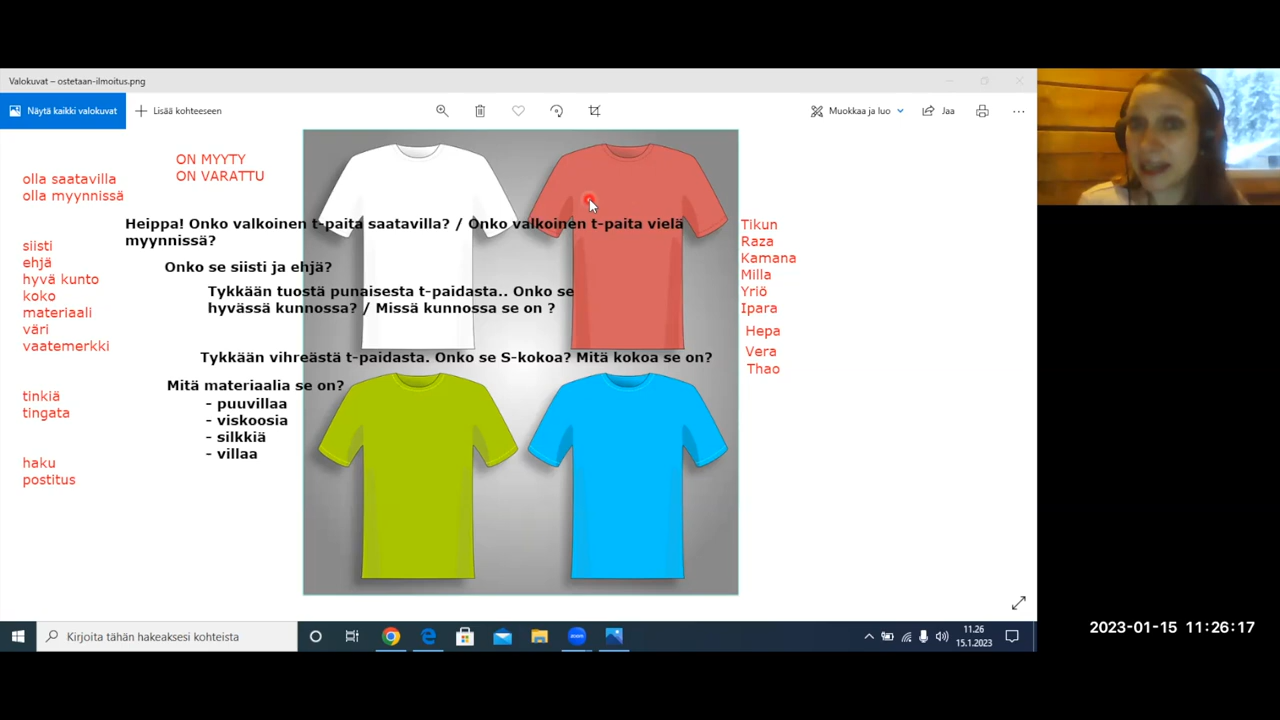 Valokuvat – ostetaan-ilmoitus.png
Näytä kaikki valokuvat
Lisää kohteeseen
Muokkaa ja luo
Jaa
ON MYYTY
ON VARATTU
olla saatavilla
olla myynnissä
Heippa! Onko valkoinen t-paita saatavilla? / Onko valkoinen t-paita vielä
myynnissä?
Onko se siisti ja ehjä?
Tykkään tuostä punaisesta t-paidasta.. Onko se
hyvässä kunnossa? / Missä kunnossa se on ?
Tykkään vihreästä t-paidasta. Onko se S-kokoa? Mitä kokoa se on?
Mitä materiaalia se on?
- puuvillaa
- viskoosia
- silkkiä
- villaa
siisti
ehjä
hyvä kunto
koko
materiaali
väri
vaatemerkki
tinkiä
tingata
haku
postitus
Tikun
Raza
Kamana
Milla
Yriö
Ipara
Hepa
Vera
Thao
Kirjoita tähän hakeaksesi kohteista
zoom
11.26
15.1.2023
2023-01-15 11:26:17